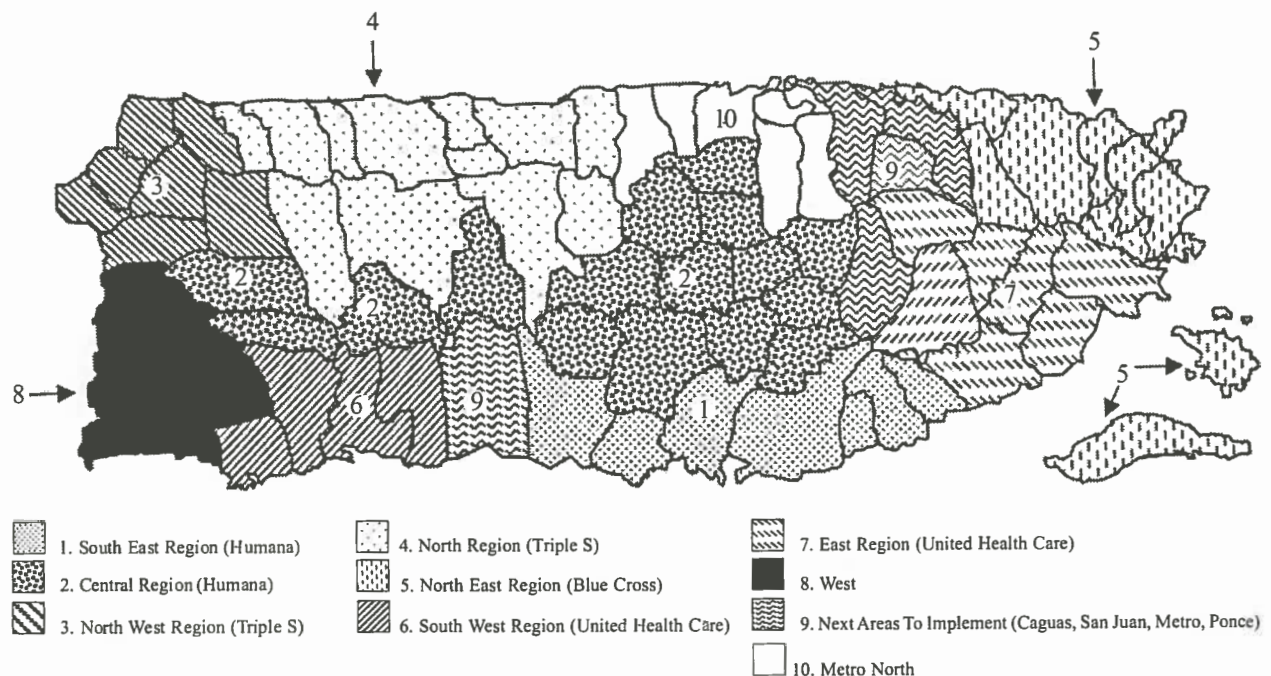 4
5
10
3
9
2
2
2
7
8
6
9
1
5
1. South East Region (Humana)
2. Central Region (Humana)
3. North West Region (Triple S)
4. North Region (Triple S)
5. North East Region (Blue Cross)
6. South West Region (United Health Care)
7. East Region (United Health Care)
8. West
9. Next Areas To Implement (Caguas, San Juan, Metro, Ponce)
10. Metro North